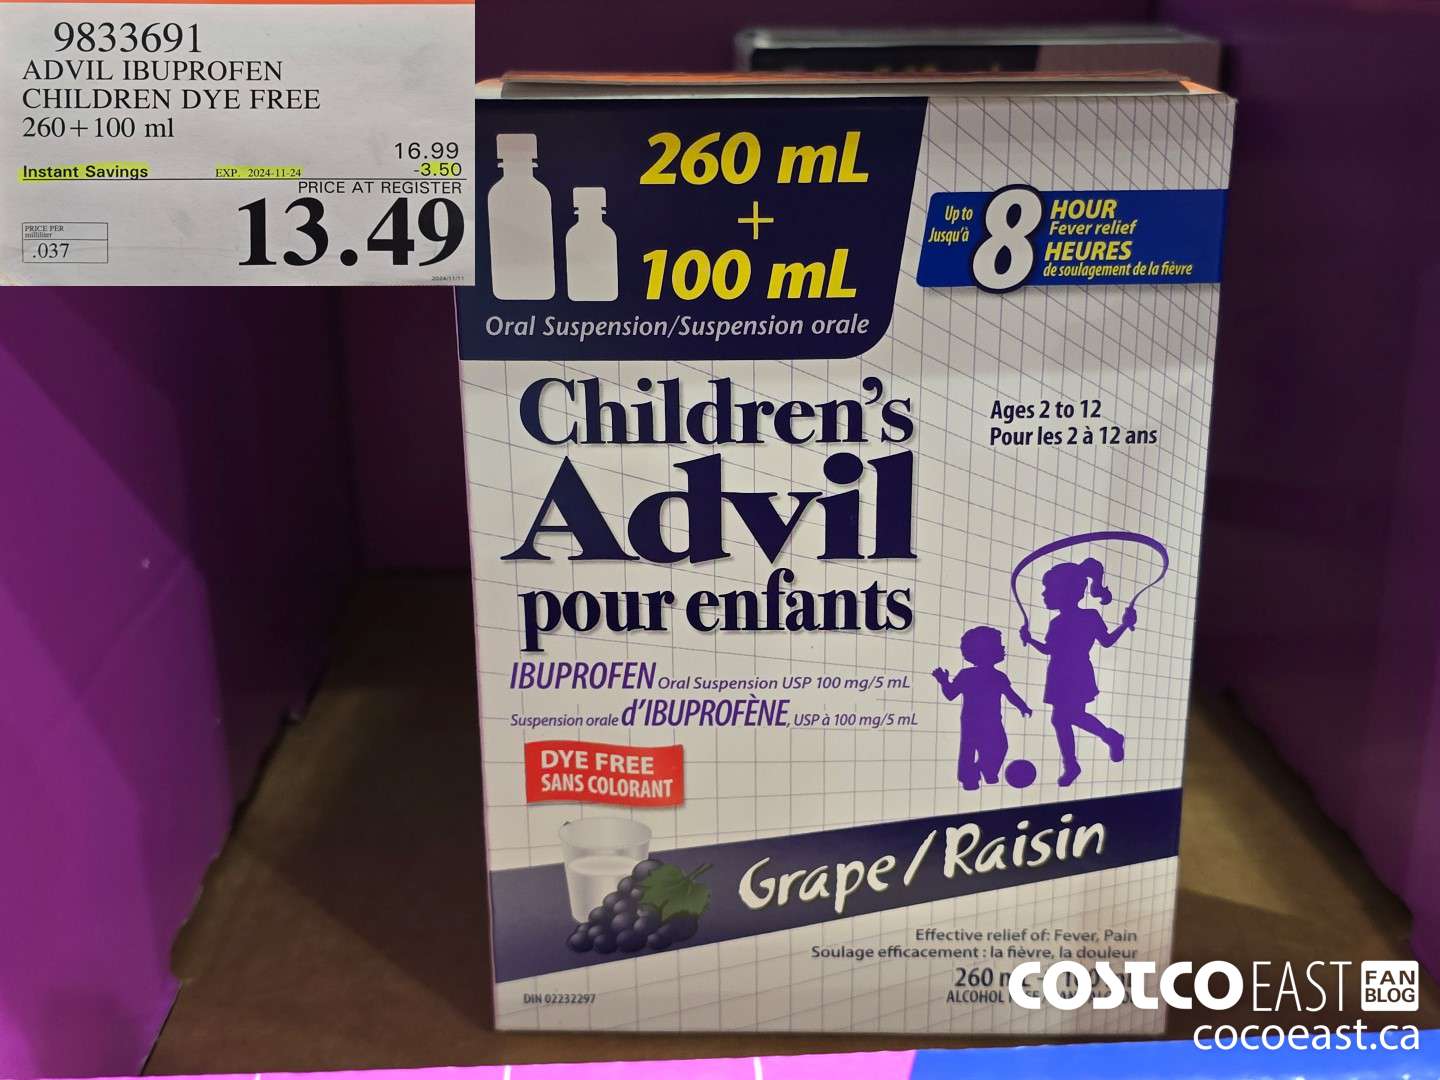 9833691
ADVIL IBUPROFEN
CHILDREN DYE FREE
260+100 ml
16.99
Instant Savings EXP. 2024-11-24 -3.50
PRICE AT REGISTER
13.49
PRICE PER
milliliter
.037
2024/11/11
260 mL
+
100 mL
Oral Suspension/Suspension orale
Up to
Jusqu'à
8
HOUR
Fever relief
HEURES
de soulagement de la fièvre
Children's
Advil
pour enfants
Ages 2 to 12
Pour les 2 à 12 ans
IBUPROFEN Oral Suspension USP 100 mg/5 mL
Suspension orale d'IBUPROFÈNE, USP à 100 mg/5 mL
DYE FREE
SANS COLORANT
Grape/Raisin
Effective relief of: Fever, Pain
Soulage efficacement : la fièvre, la douleur
260
ALCOHOL
DIN 02232297
COSTCO EAST FAN BLOG
cocoeast.ca